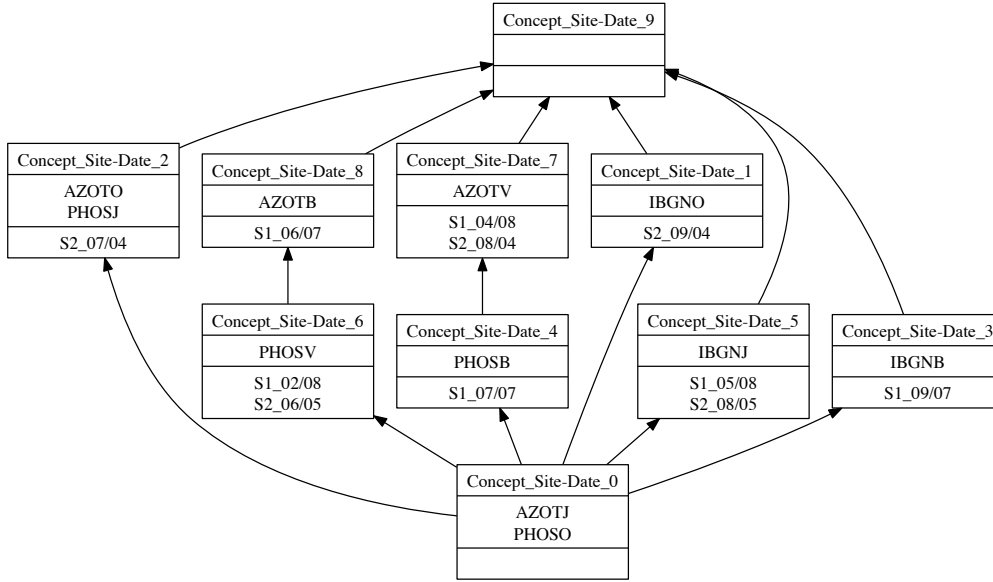 Concept_Site-Date_9
Concept_Site-Date_2
AZOTO
PHOSJ
S2_07/04
Concept_Site-Date_8
AZOTB
S1_06/07
Concept_Site-Date_7
AZOTV
S1_04/08
S2_08/04
Concept_Site-Date_1
IBGNO
S2_09/04
Concept_Site-Date_6
PHOSV
S1_02/08
S2_06/05
Concept_Site-Date_4
PHOSB
S1_07/07
Concept_Site-Date_5
IBGNJ
S1_05/08
S2_08/05
Concept_Site-Date_3
IBGNB
S1_09/07
Concept_Site-Date_0
AZOTJ
PHOSO